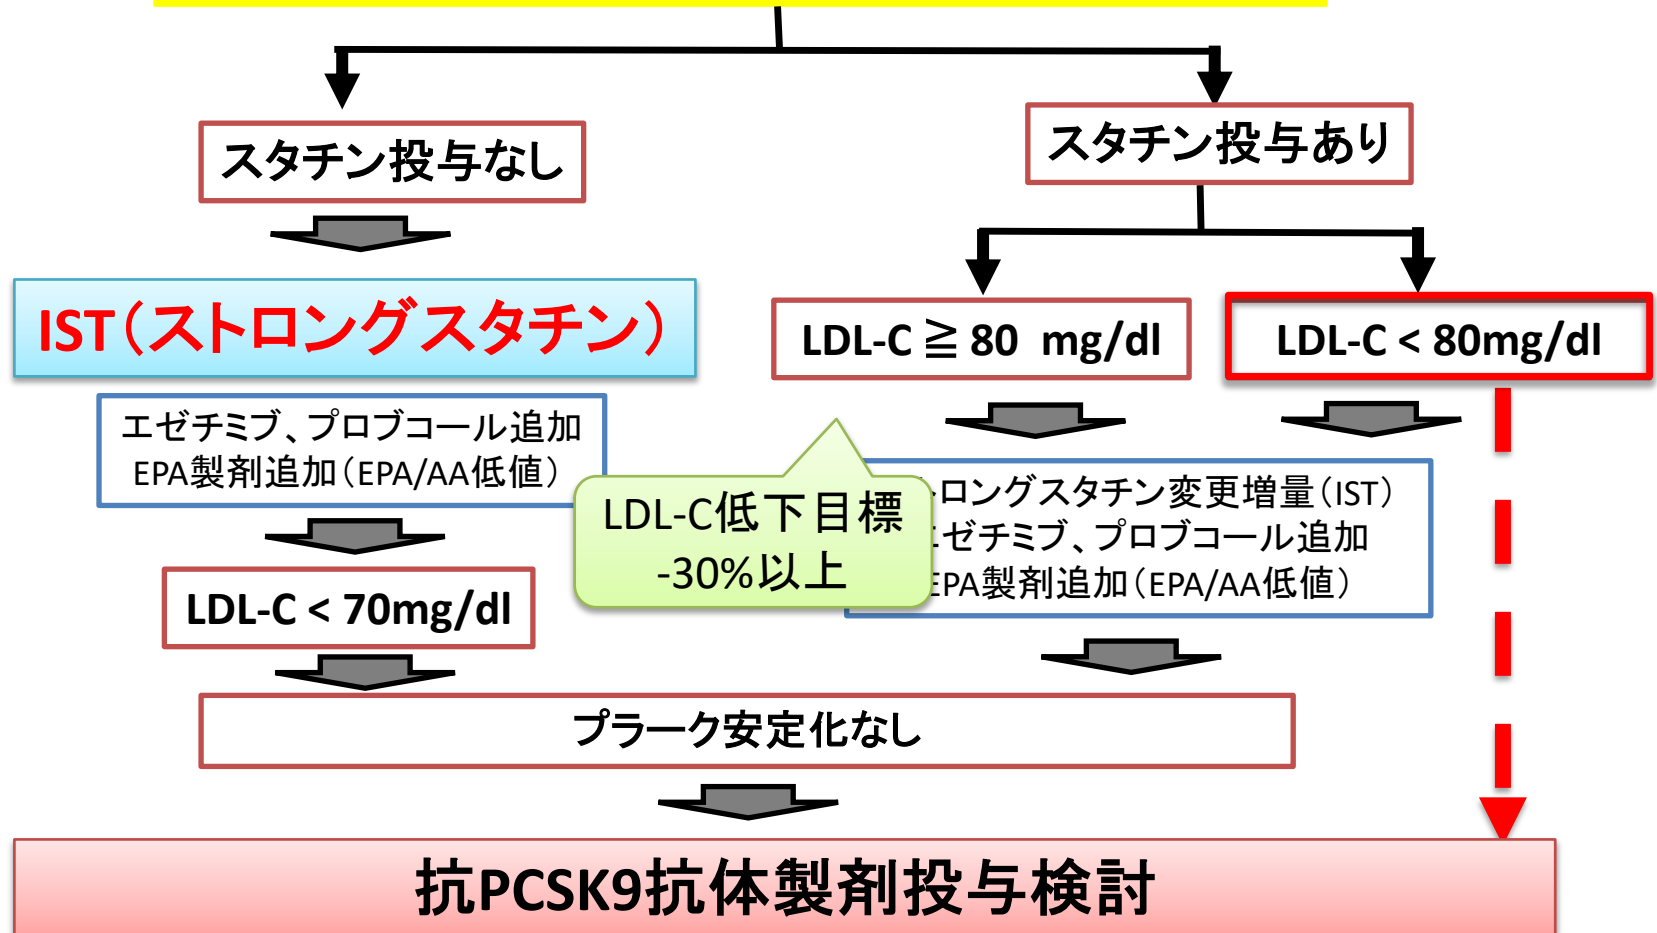 スタチン投与なし
スタチン投与あり
IST（ストロングスタチン）
LDL-C ≧ 80 mg/dl
LDL-C < 80mg/dl
エゼチミブ、プロブコール追加
EPA製剤追加（EPA/AA低値）
LDL-C低下目標
-30%以上
トロングスタチン変更増量（IST）
ゼチミブ、プロブコール追加
EPA製剤追加（EPA/AA低値）
LDL-C < 70mg/dl
プラーク安定化なし
抗PCSK9抗体製剤投与検討